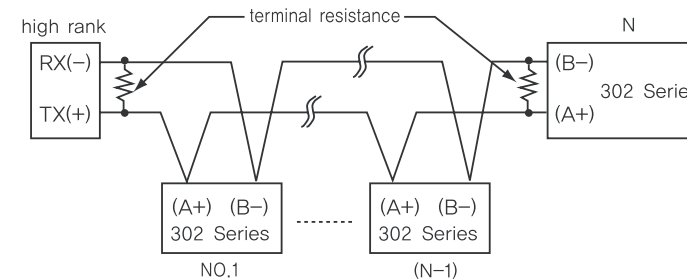 terminal resistance
high rank
N
RX(−)
(B−)
302 Serie
TX(+)
(A+)
(A+) (B−)
302 Series
(A+) (B−)
302 Series
NO.1
(N−1)